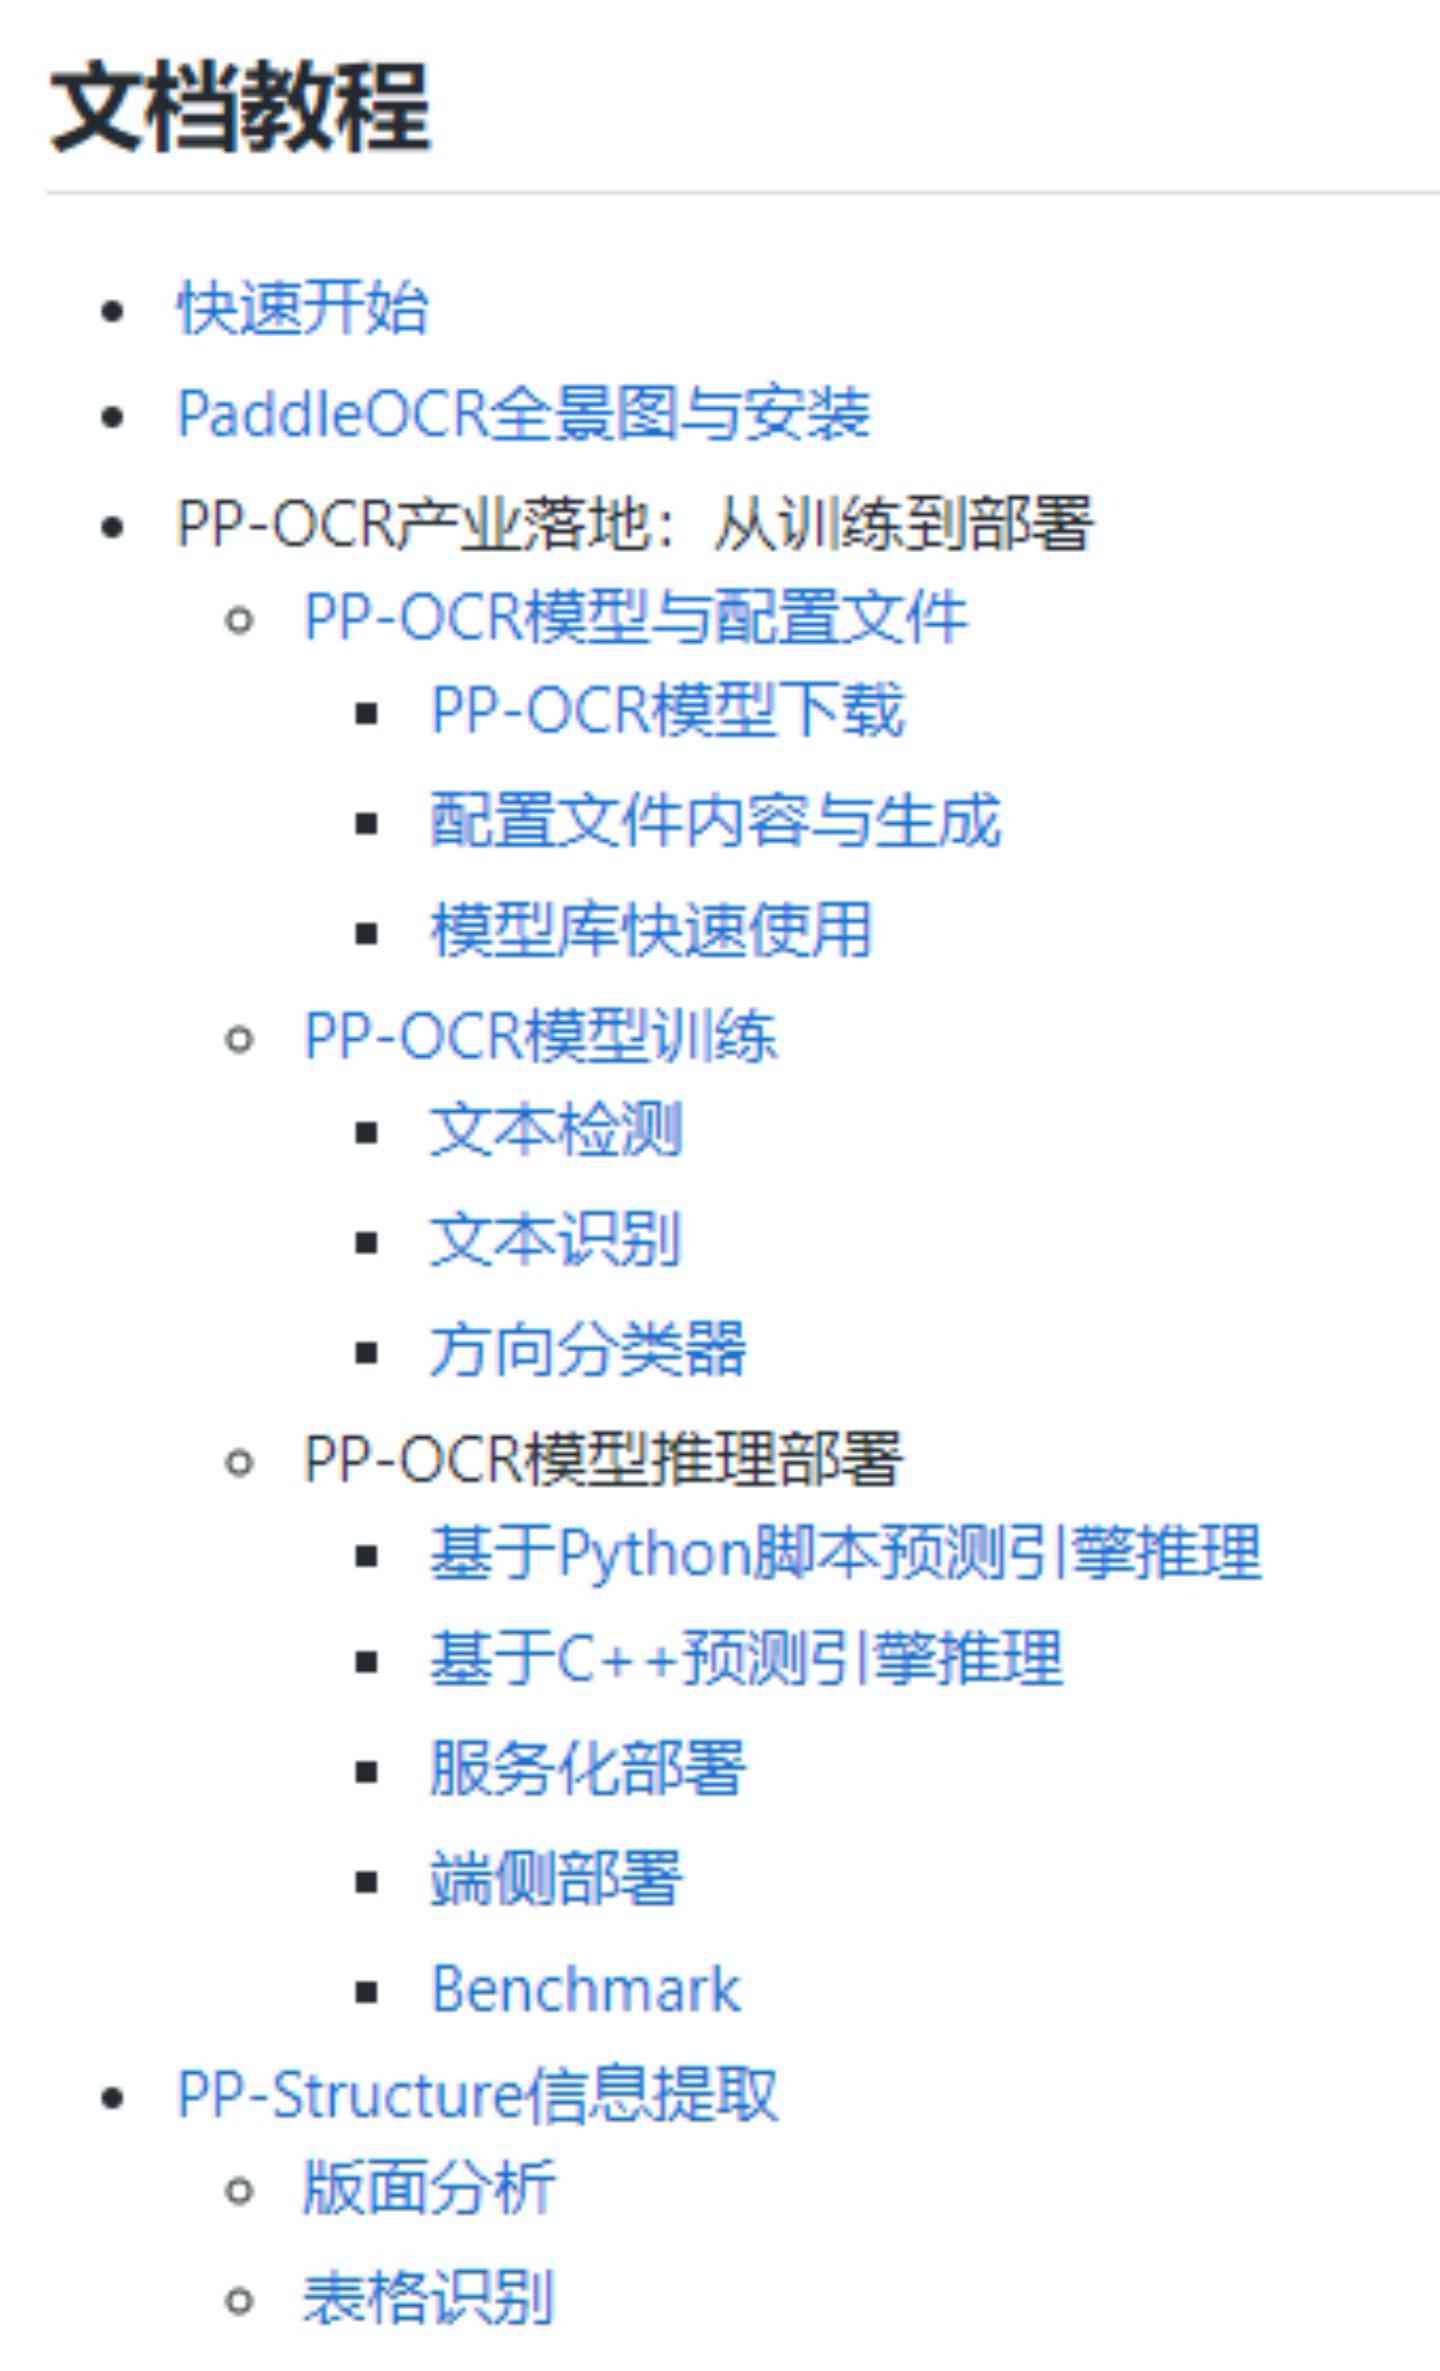 文档教程
快速开始
PaddleOCR全景图与安装
PP-OCR产业落地：从训练到部署
PP-OCR模型与配置文件
PP-OCR模型下载
配置文件内容与生成
模型库快速使用
PP-OCR模型训练
文本检测
文本识别
方向分类器
PP-OCR模型推理部署
基于Python脚本预测引擎推理
基于C++预测引擎推理
服务化部署
端侧部署
Benchmark
PP-Structure信息提取
版面分析
表格识别